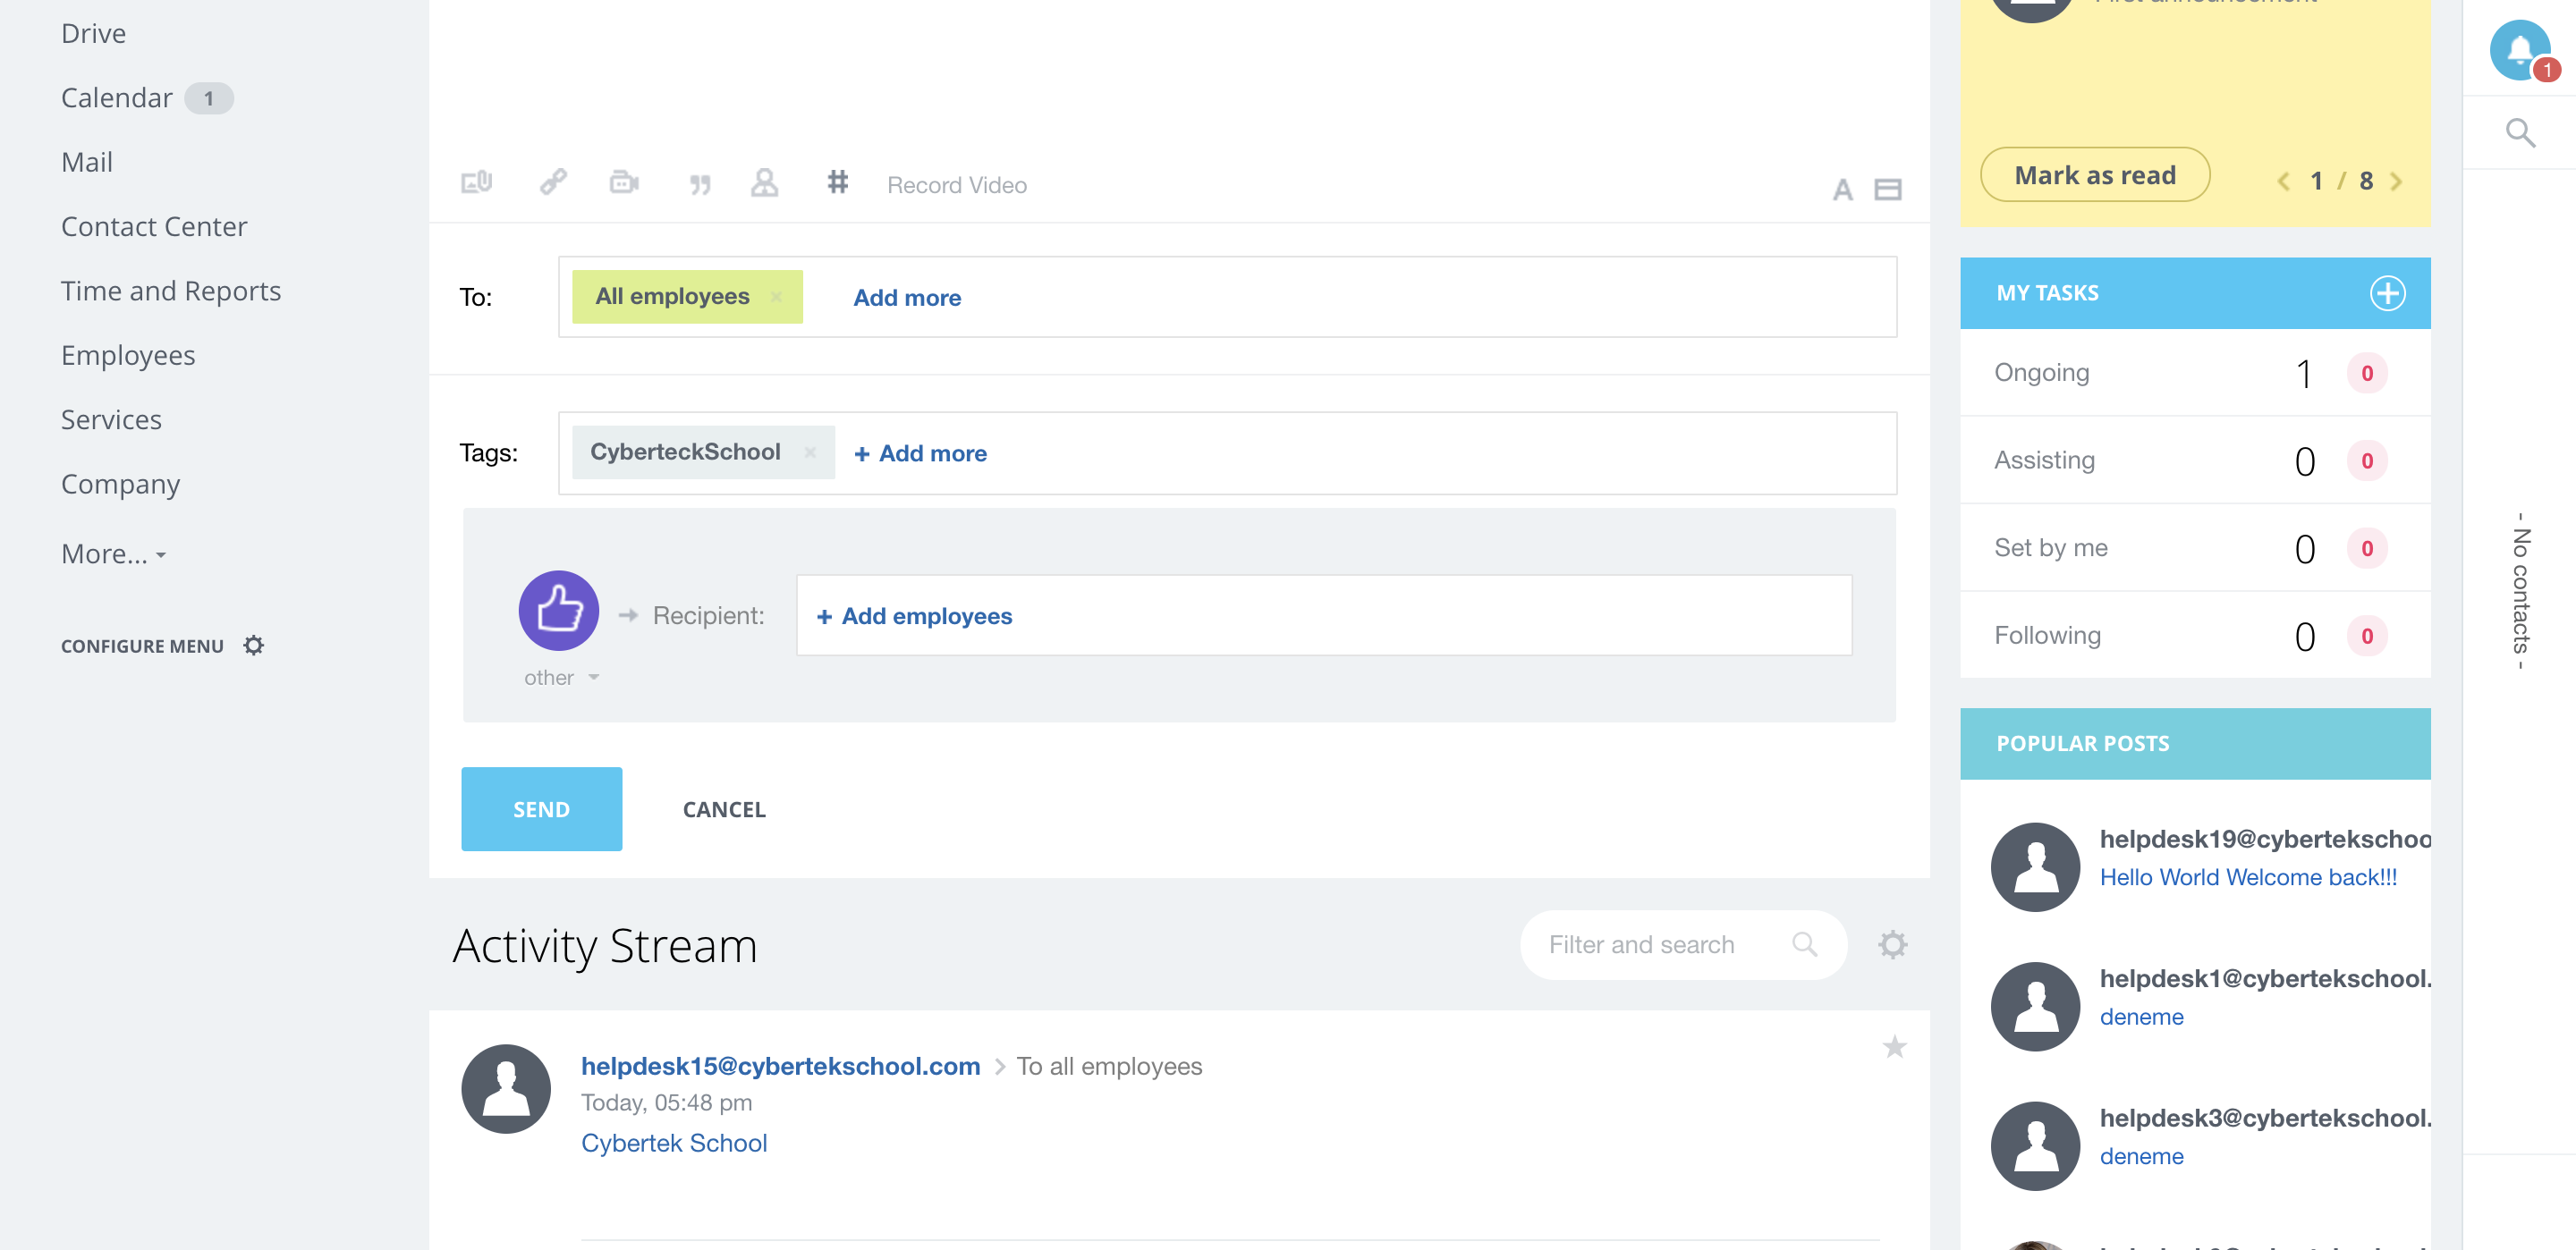 Drive
Calendar 1
Mail
Contact Center
Time and Reports
Employees
Services
Company
More...
CONFIGURE MENU
# Record Video
A
To: All employees × Add more
Tags: CyberteckSchool × + Add more
Recipient: + Add employees
other
SEND CANCEL
Activity Stream
Filter and search
helpdesk15@cybertekschool.com > To all employees
Today, 05:48 pm
Cybertek School
First announcement
Mark as read
< 1 / 8 >
MY TASKS
Ongoing 1 0
Assisting 0 0
Set by me 0 0
Following 0 0
POPULAR POSTS
helpdesk19@cybertekschoo
Hello World Welcome back!!!
helpdesk1@cybertekschool.
deneme
helpdesk3@cybertekschool.
deneme
1
- No contacts -